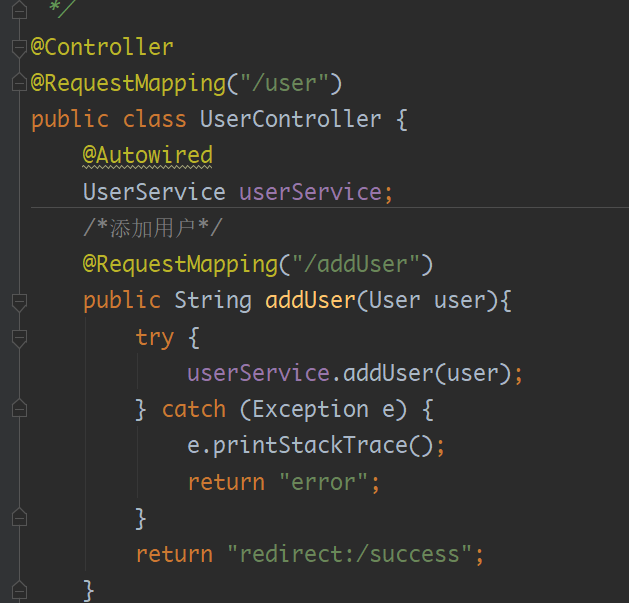 */
@Controller
@RequestMapping("/user")
public class UserController {
    @Autowired
    UserService userService;
    /*添加用户*/
    @RequestMapping("/addUser")
    public String addUser(User user){
        try {
            userService.addUser(user);
        } catch (Exception e) {
            e.printStackTrace();
            return "error";
        }
        return "redirect:/success";
    }